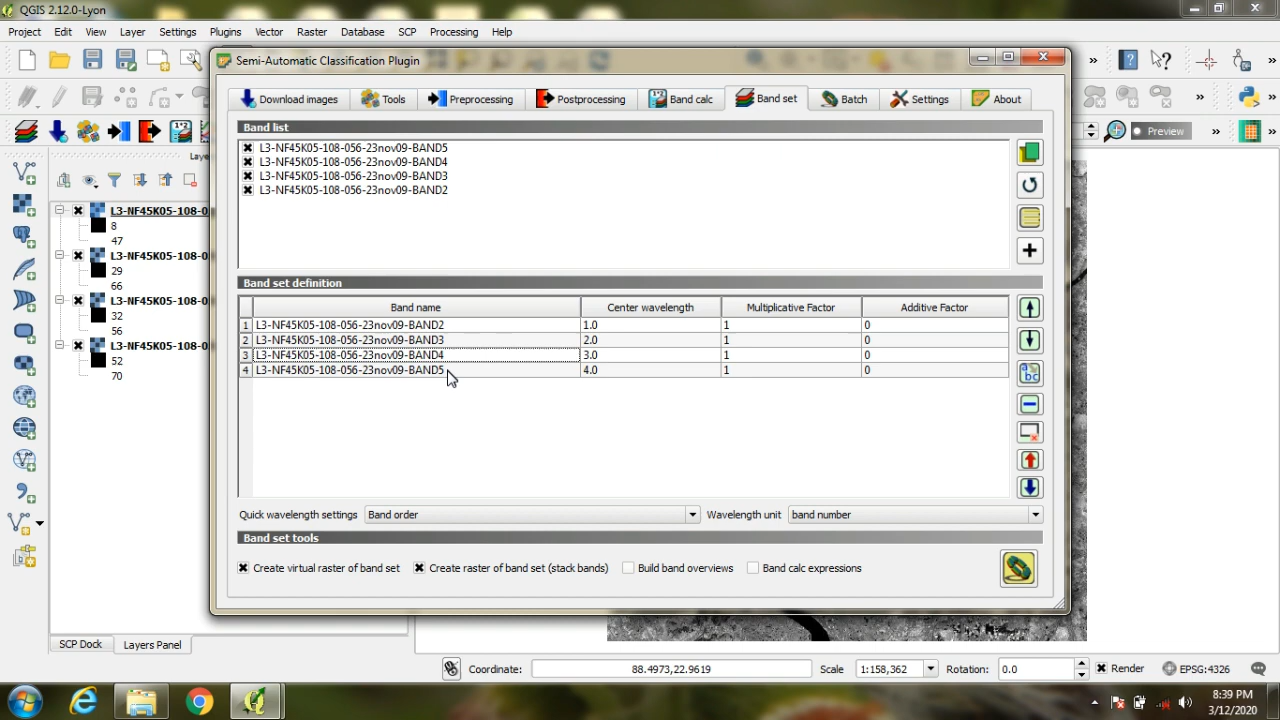 QGIS 2.12.0-Lyon
Project Edit View Layer Settings Plugins Vector Raster Database SCP Processing Help
Semi-Automatic Classification Plugin
Download images Tools Preprocessing Postprocessing Band calc Band set Batch Settings About
Band list
L3-NF45K05-108-056-23nov09-BAND5
L3-NF45K05-108-056-23nov09-BAND4
L3-NF45K05-108-056-23nov09-BAND3
L3-NF45K05-108-056-23nov09-BAND2
Preview
L3-NF45K05-108-0
8
47
L3-NF45K05-108-0
29
66
L3-NF45K05-108-0
32
56
L3-NF45K05-108-0
52
70
Band set definition
Band name Center wavelength Multiplicative Factor Additive Factor
1 L3-NF45K05-108-056-23nov09-BAND2 1.0 1 0
2 L3-NF45K05-108-056-23nov09-BAND3 2.0 1 0
3 L3-NF45K05-108-056-23nov09-BAND4 3.0 1 0
4 L3-NF45K05-108-056-23nov09-BAND5 4.0 1 0
Quick wavelength settings Band order Wavelength unit band number
Band set tools
Create virtual raster of band set Create raster of band set (stack bands) Build band overviews Band calc expressions
SCP Dock Layers Panel
Coordinate: 88.4973,22.9619 Scale 1:158,362 Rotation: 0.0 Render EPSG:4326
8:39 PM
3/12/2020